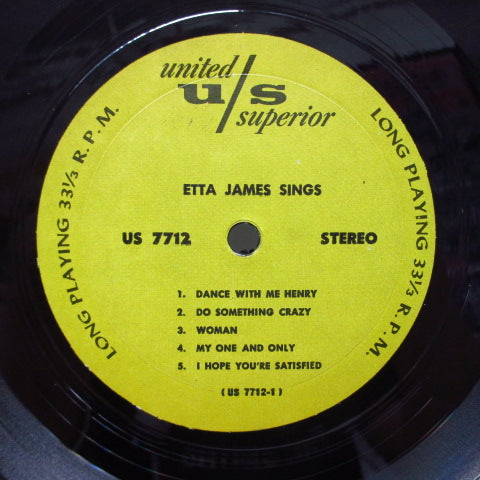 united
u/s
superior
ETTA JAMES SINGS
US 7712 STEREO
LONG PLAYING 33⅓ R.P.M.
LONG PLAYING 33⅓ R.P.M.
1. DANCE WITH ME HENRY
2. DO SOMETHING CRAZY
3. WOMAN
4. MY ONE AND ONLY
5. I HOPE YOU'RE SATISFIED
(US 7712-1)